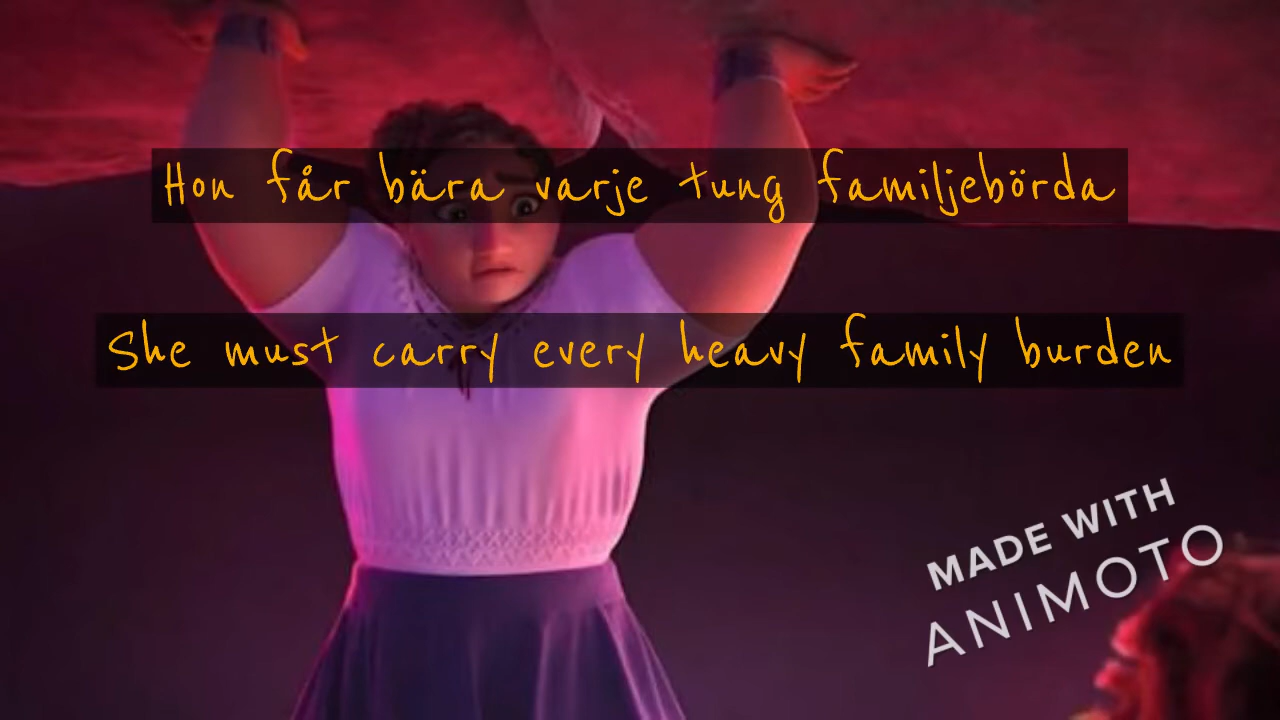 Hon får bära varje tung familjebörda
She must carry every heavy family burden
MADE WITH
ANIMOTO